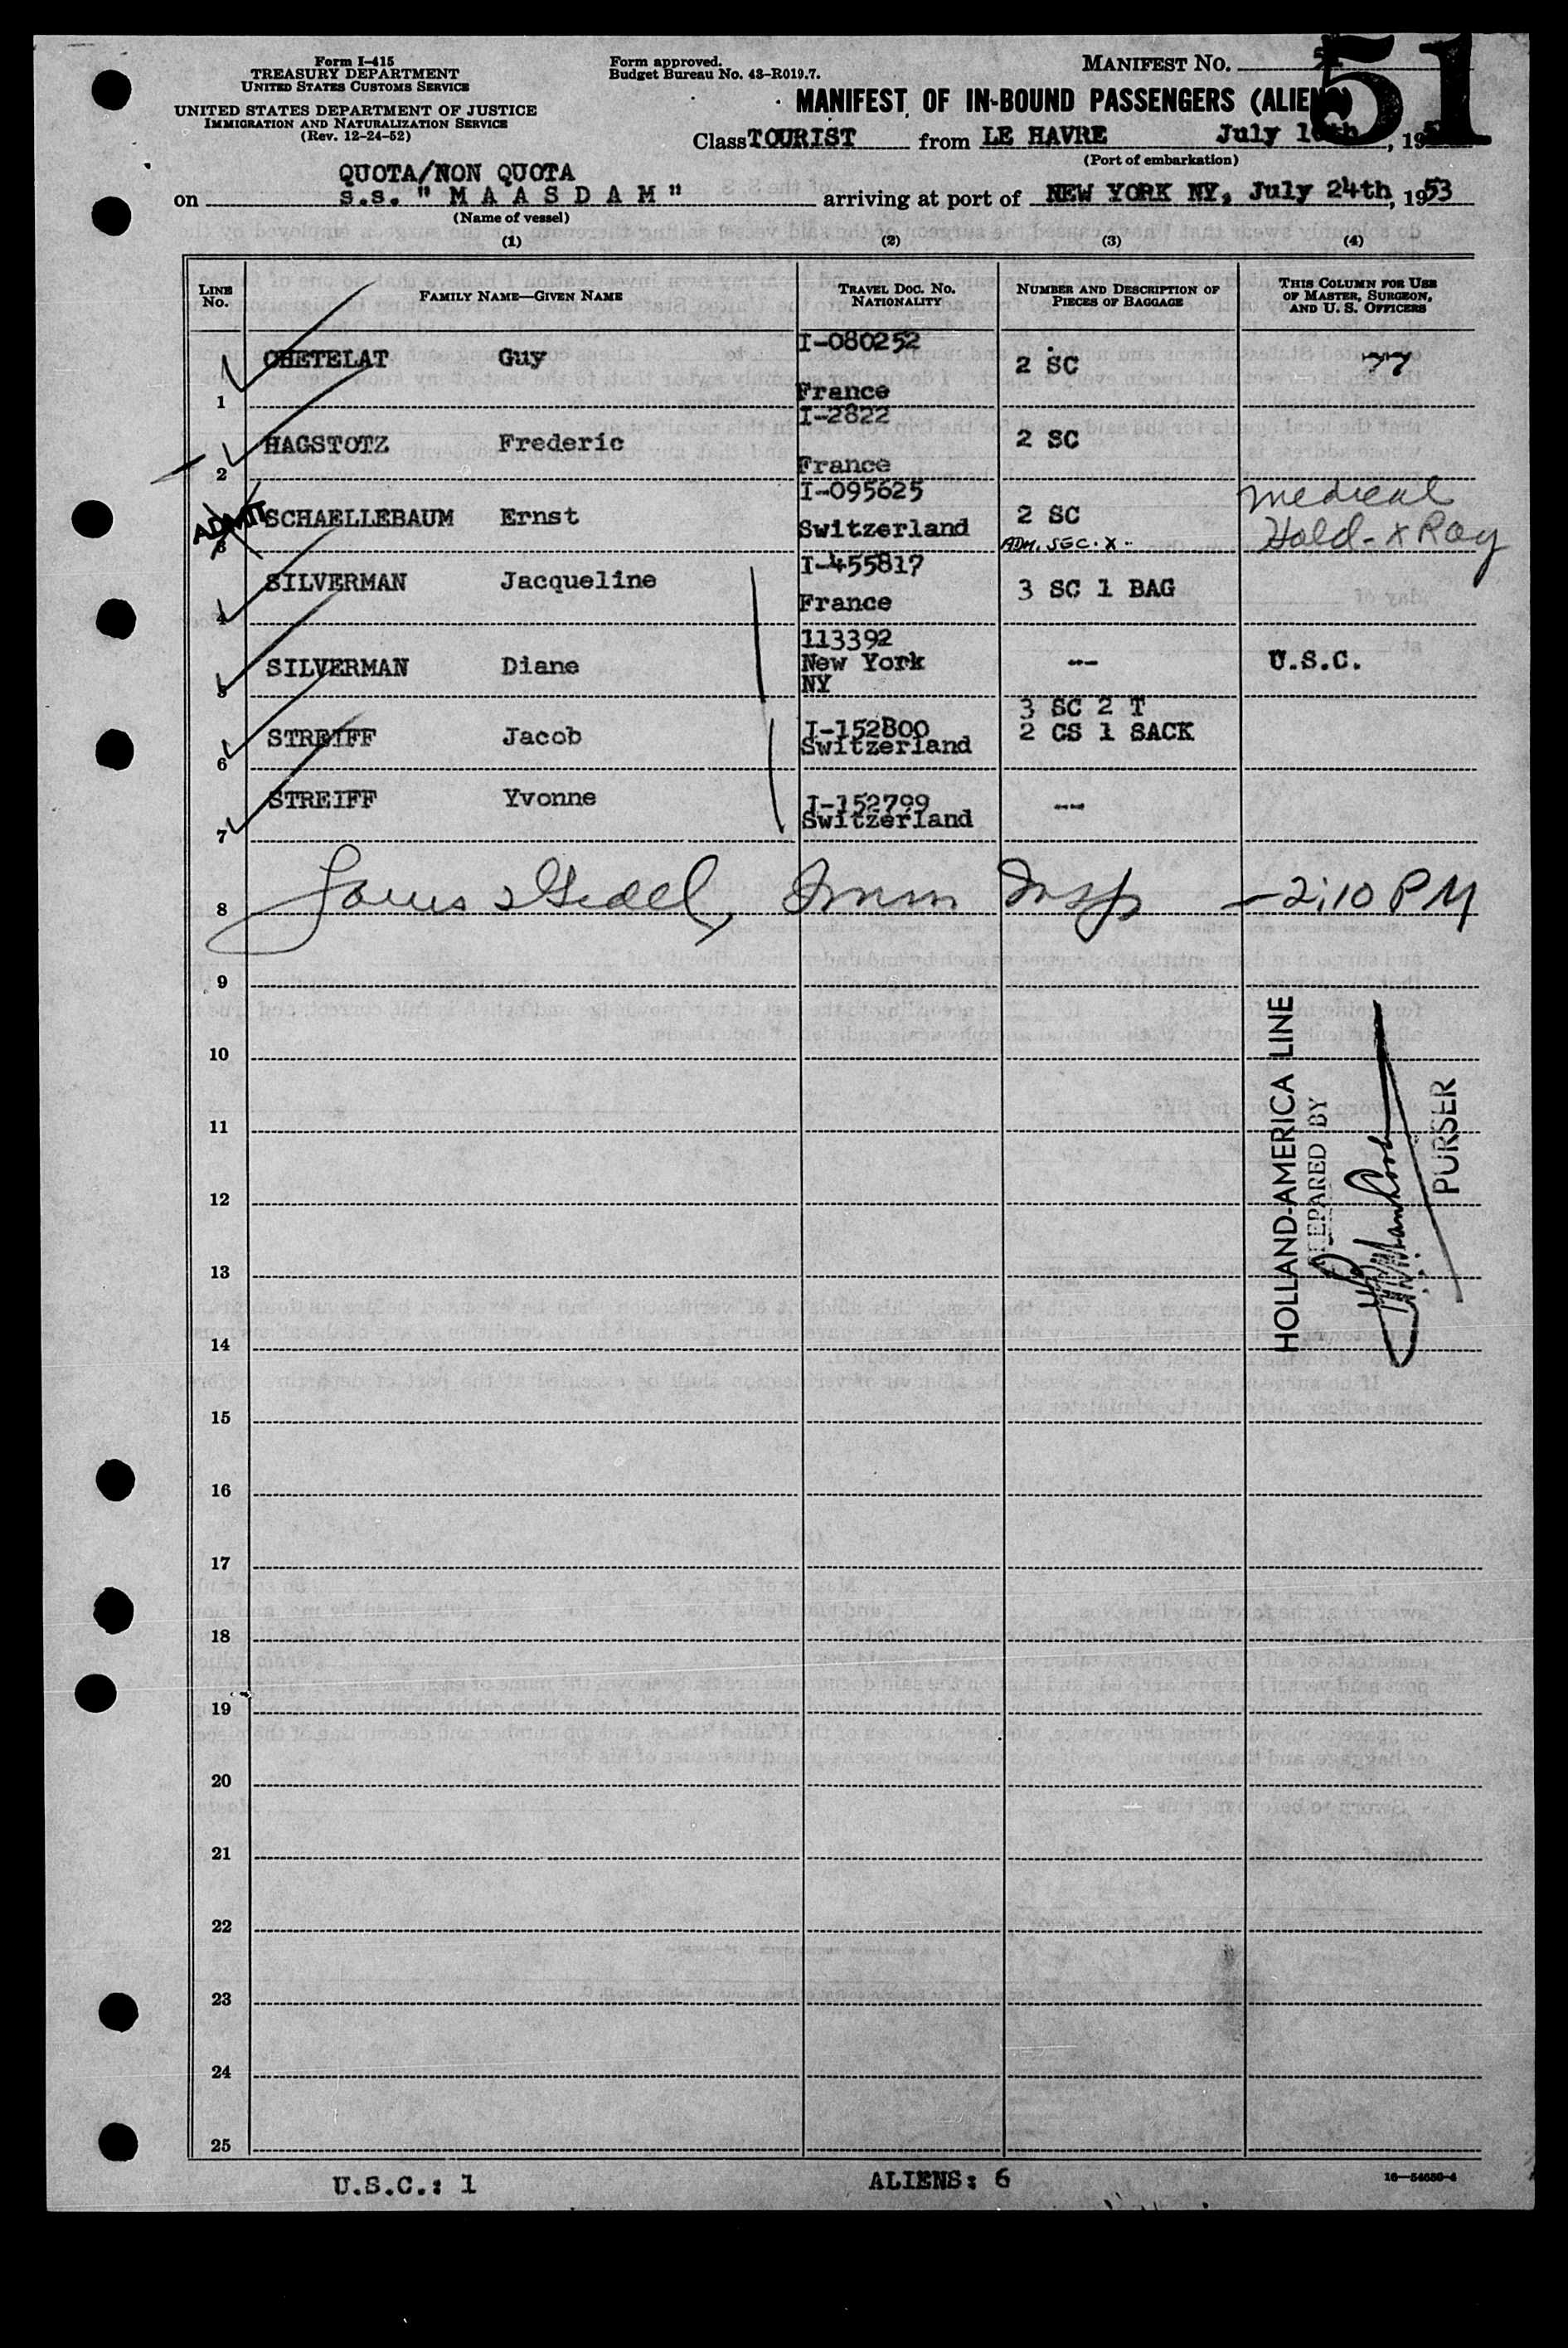 Form I-415
TREASURY DEPARTMENT
UNITED STATES CUSTOMS SERVICE
UNITED STATES DEPARTMENT OF JUSTICE
IMMIGRATION AND NATURALIZATION SERVICE
(Rev. 12-24-52)
Form approved.
Budget Bureau No. 43-R019.7.
MANIFEST NO.
51
MANIFEST OF IN-BOUND PASSENGERS (ALIENS)
Class TOURIST from LE HAVRE July , 19
(Port of embarkation)
QUOTA/NON QUOTA
on s.s. " M A A S D A M " arriving at port of NEW YORK NY, July 24th, 1953
(Name of vessel)
(1) (2) (3) (4)
LINE No. FAMILY NAME—GIVEN NAME TRAVEL DOC. NO. NATIONALITY NUMBER AND DESCRIPTION OF PIECES OF BAGGAGE THIS COLUMN FOR USE OF MASTER, SURGEON, AND U. S. OFFICERS
1 CHETELAT Guy I-080252 France 2 SC 77
2 HAGSTOTZ Frederic I-2822 France 2 SC
ADMIT 3 SCHAELLEBAUM Ernst I-095625 Switzerland 2 SC ADM. SEC. X Medical Hold - X Ray
4 SILVERMAN Jacqueline I-455817 France 3 SC 1 BAG
5 SILVERMAN Diane 113392 New York NY -- U.S.C.
6 STREIFF Jacob I-152800 Switzerland 3 SC 2 T 2 CS 1 SACK
7 STREIFF Yvonne I-152799 Switzerland --
8 Imm Insp - 2:10 PM
9
10
11
12
13
14
15
16
17
18
19
20
21
22
23
24
25
HOLLAND-AMERICA LINE
PREPARED BY
PURSER
U.S.C.: 1 ALIENS: 6